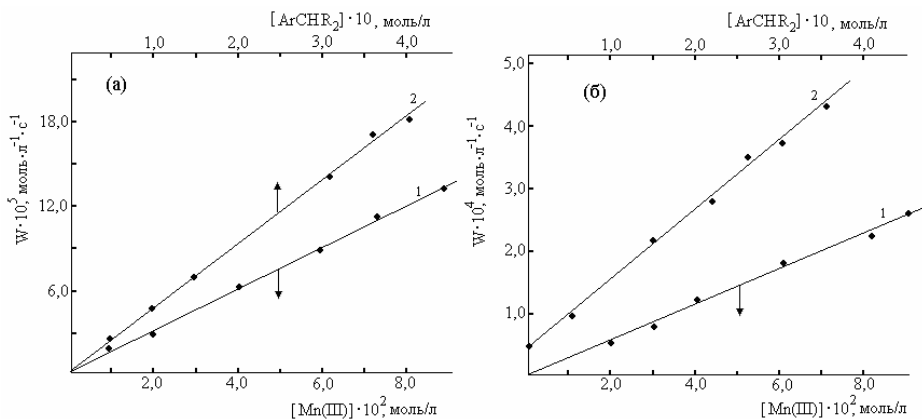 [ArCHR₂]·10, моль/л
1,0 2,0 3,0 4,0
(а)
2
1
18,0
12,0
6,0
W·10⁵, моль·л⁻¹·с⁻¹
2,0 4,0 6,0 8,0
[Mn(III)]·10², моль/л
[ArCHR₂]·10, моль/л
1,0 2,0 3,0 4,0
5,0
(б)
2
4,0
3,0
1
2,0
1,0
W·10⁴, моль·л⁻¹·с⁻¹
2,0 4,0 6,0 8,0
[Mn(III)]·10², моль/л